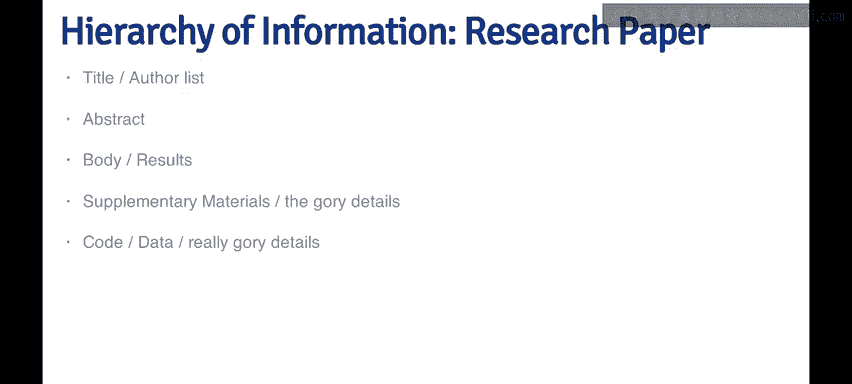 Hierarchy of Information: Research Paper
· Title / Author list
· Abstract
· Body / Results
· Supplementary Materials / the gory details
· Code / Data / really gory details